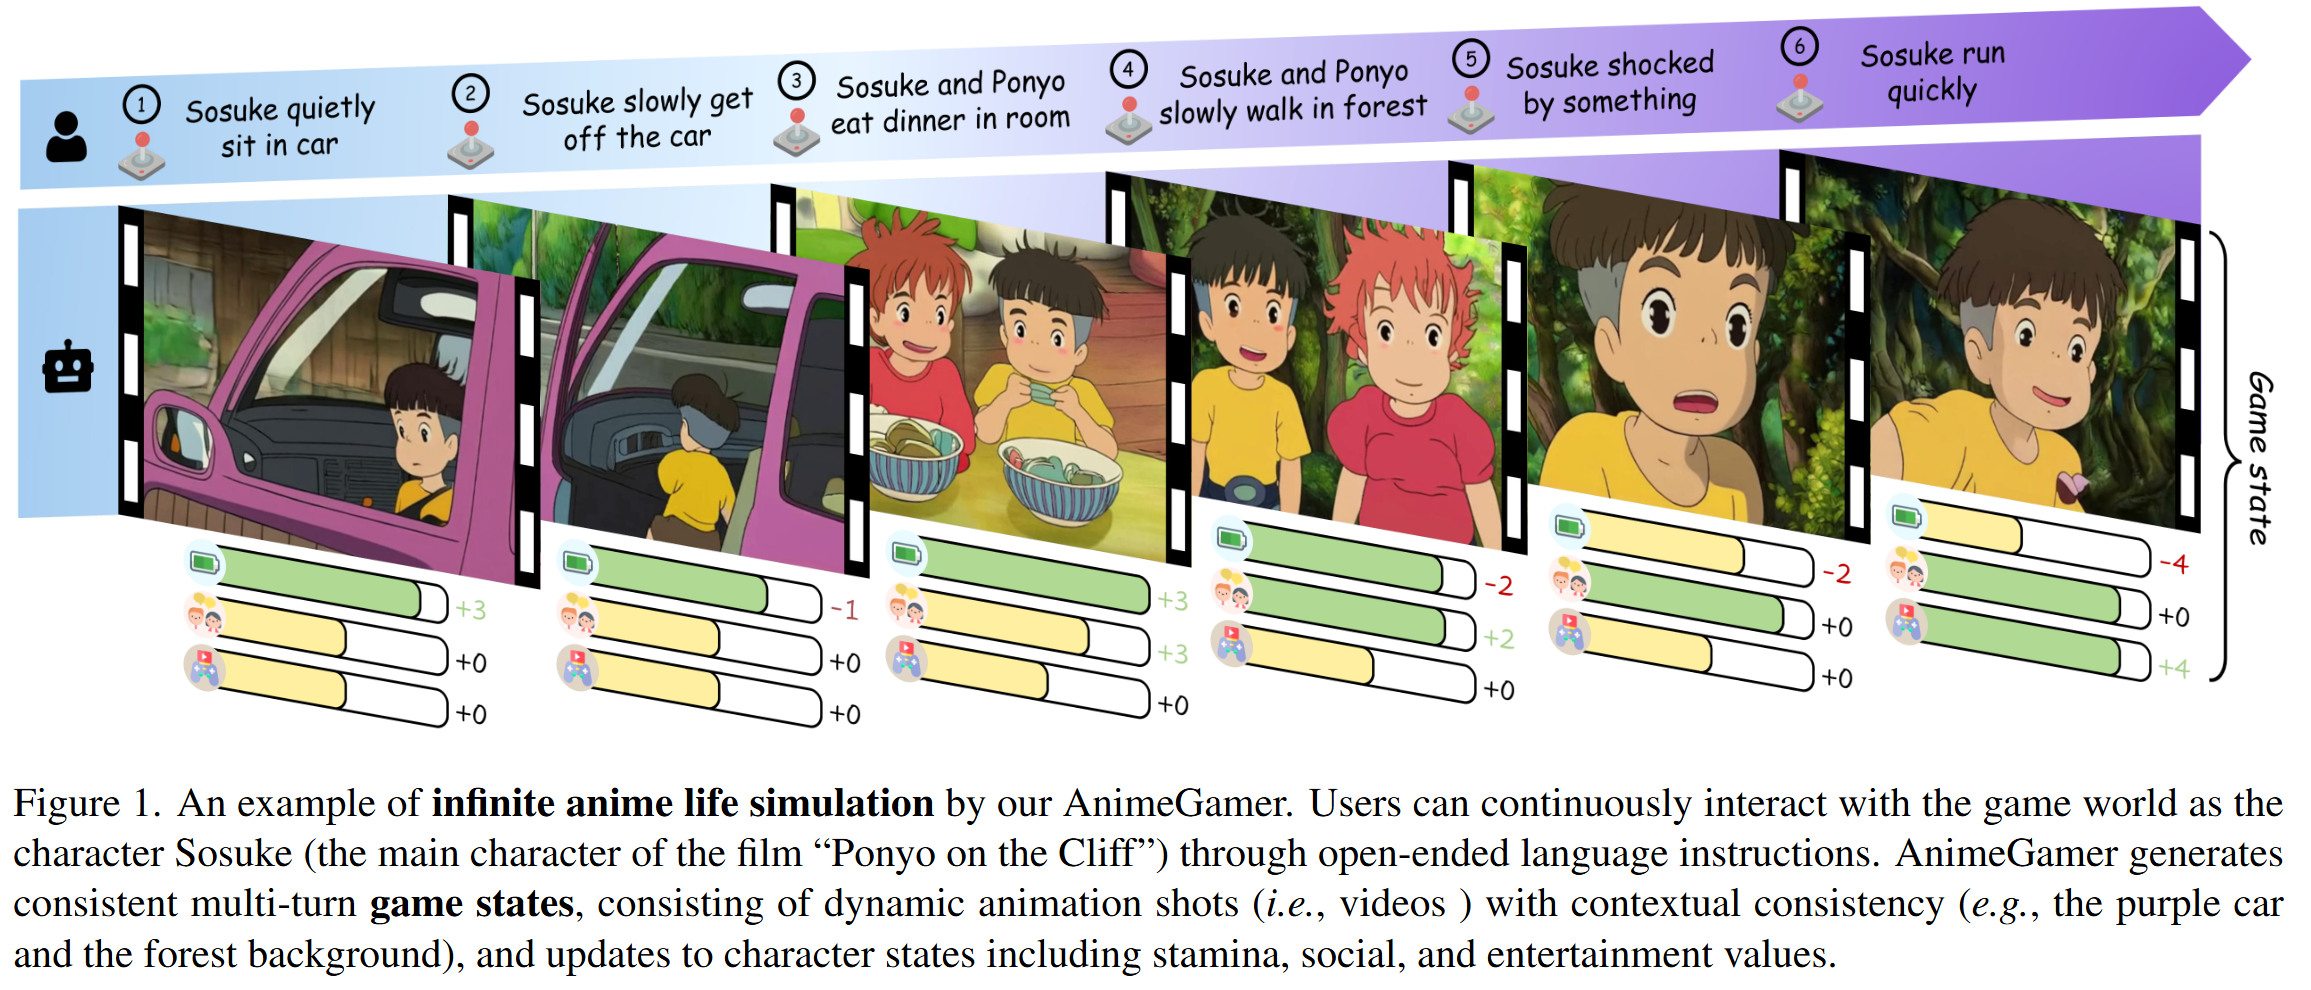 1 Sosuke quietly
sit in car
2 Sosuke slowly get
off the car
3 Sosuke and Ponyo
eat dinner in room
4 Sosuke and Ponyo
slowly walk in forest
5 Sosuke shocked
by something
6 Sosuke run
quickly
+3
+0
+0
-1
+0
+0
+3
+3
+0
-2
+2
+0
-2
+0
+0
-4
+0
+4
Game state
Figure 1. An example of infinite anime life simulation by our AnimeGamer. Users can continuously interact with the game world as the
character Sosuke (the main character of the film “Ponyo on the Cliff”) through open-ended language instructions. AnimeGamer generates
consistent multi-turn game states, consisting of dynamic animation shots (i.e., videos ) with contextual consistency (e.g., the purple car
and the forest background), and updates to character states including stamina, social, and entertainment values.